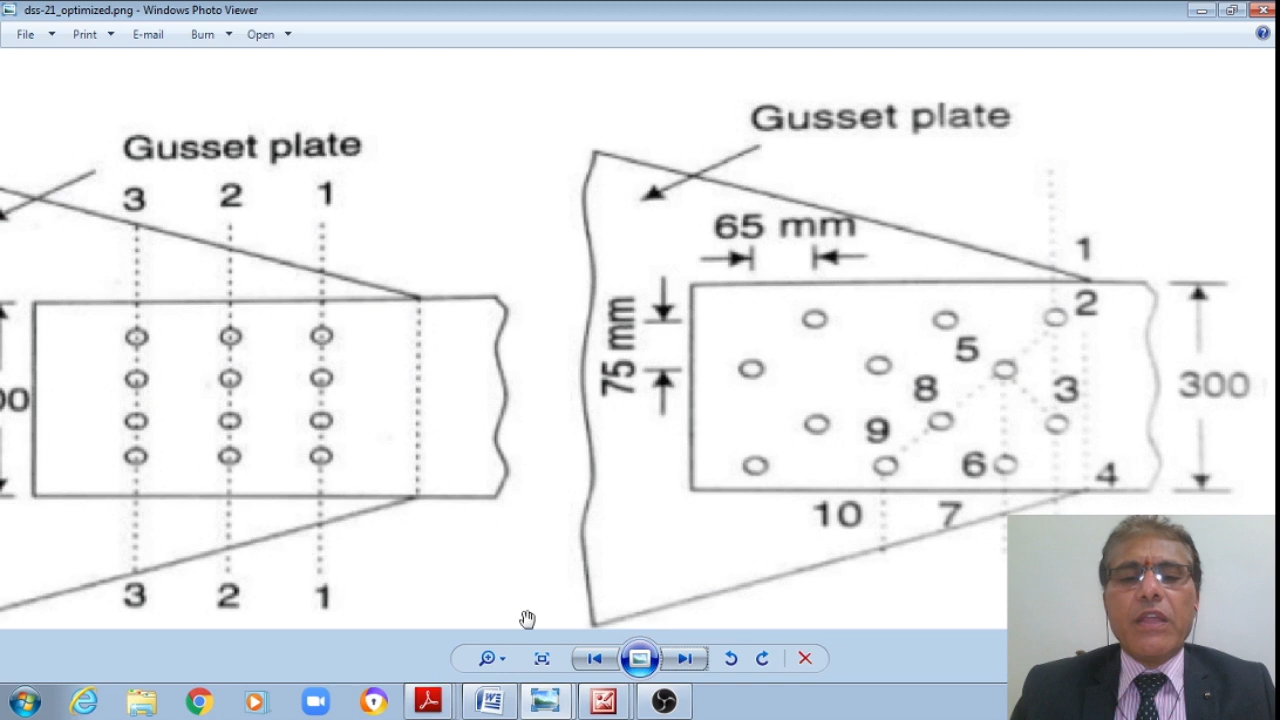 dss-21_optimized.png - Windows Photo Viewer
File Print E-mail Burn Open
Gusset plate
3 2 1
00
3 2 1
Gusset plate
65 mm
75 mm
1
2
5
8
3
9
6
4
10
7
300